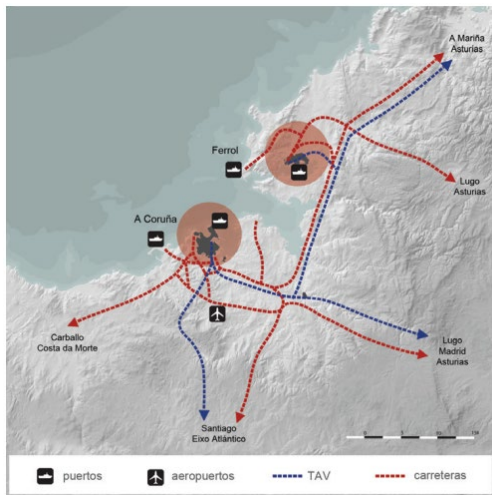 A Mariña
Asturias
Ferrol
Lugo
Asturias
A Coruña
Carballo
Costa da Morte
Lugo
Madrid
Asturias
Santiago
Eixo Atlántico
puertos
aeropuertos
TAV
carreteras